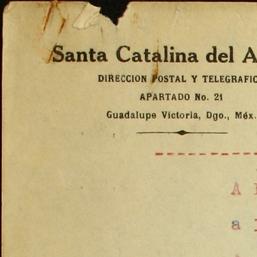 Santa Catalina del A
DIRECCION POSTAL Y TELEGRAFIC
APARTADO No. 21
Guadalupe Victoria, Dgo., Méx.
A
a